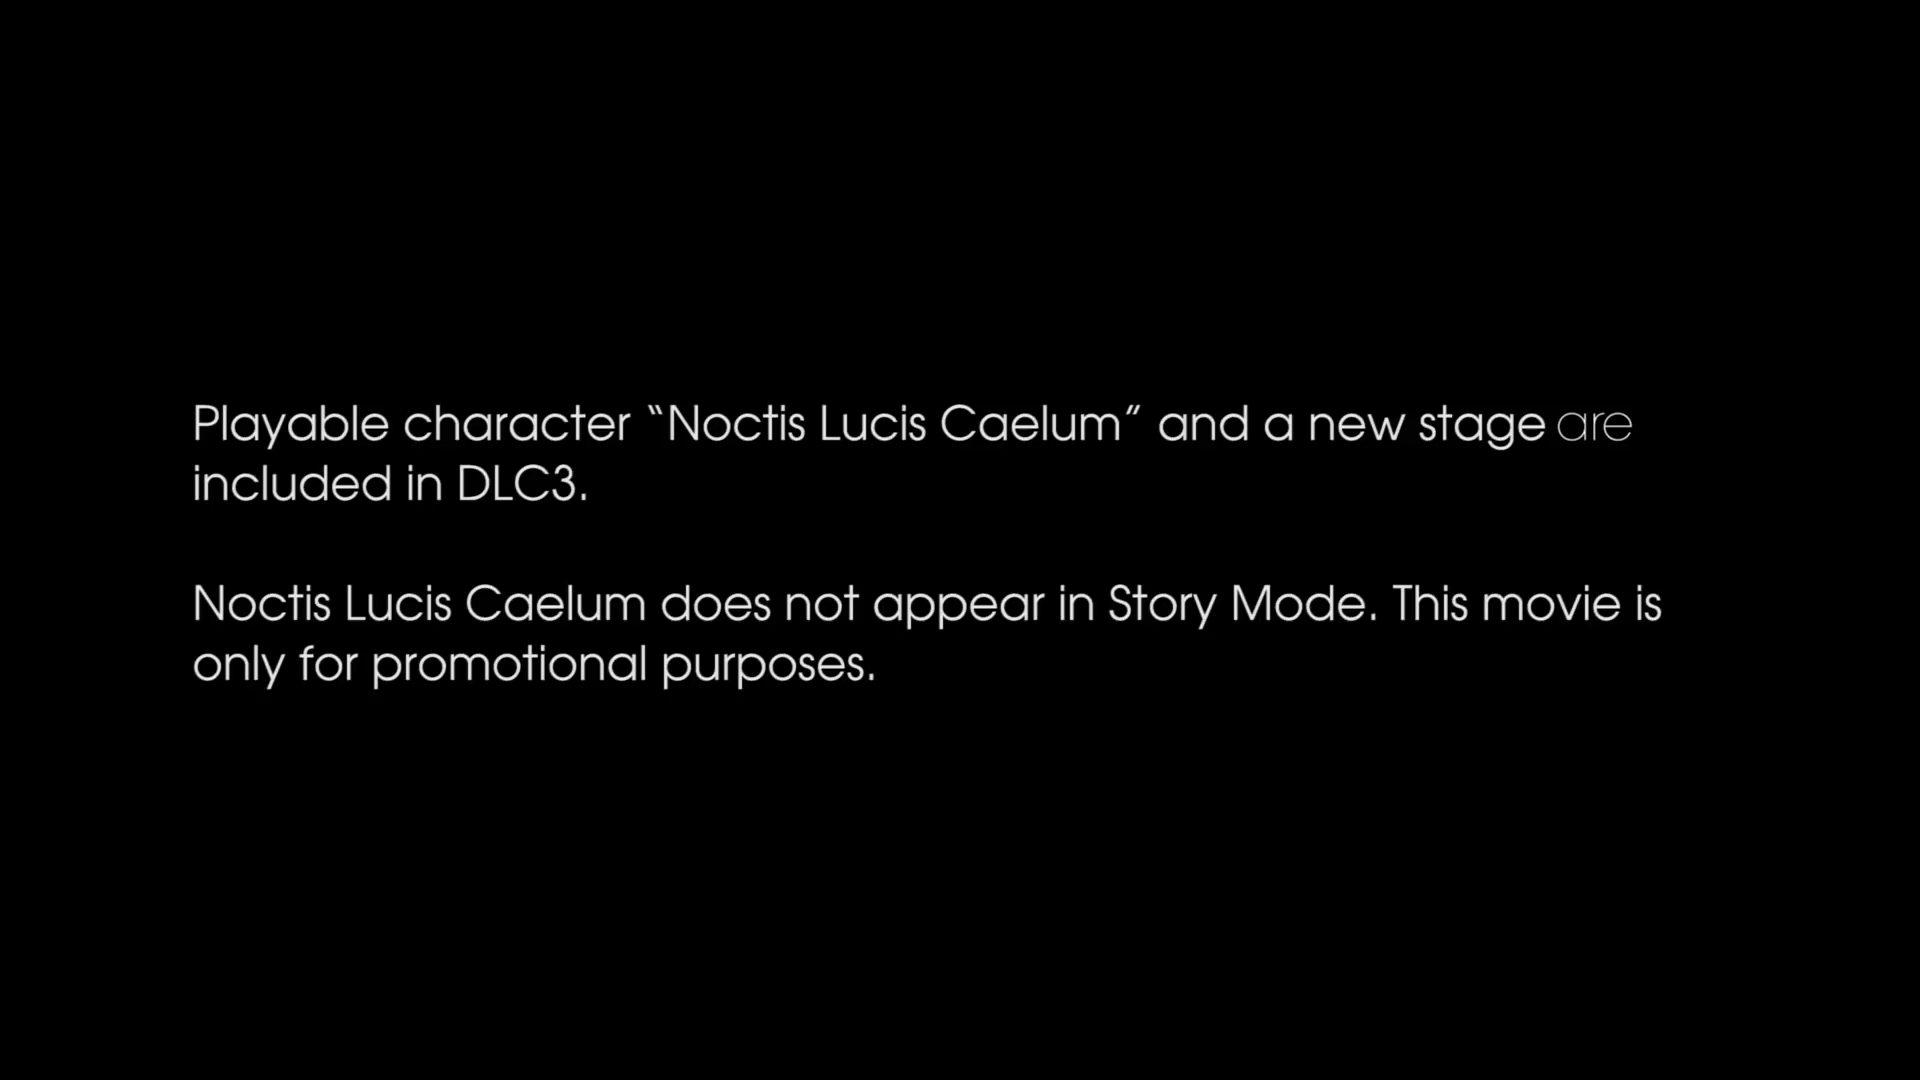 Playable character “Noctis Lucis Caelum” and a new stage are
included in DLC3.
Noctis Lucis Caelum does not appear in Story Mode. This movie is
only for promotional purposes.